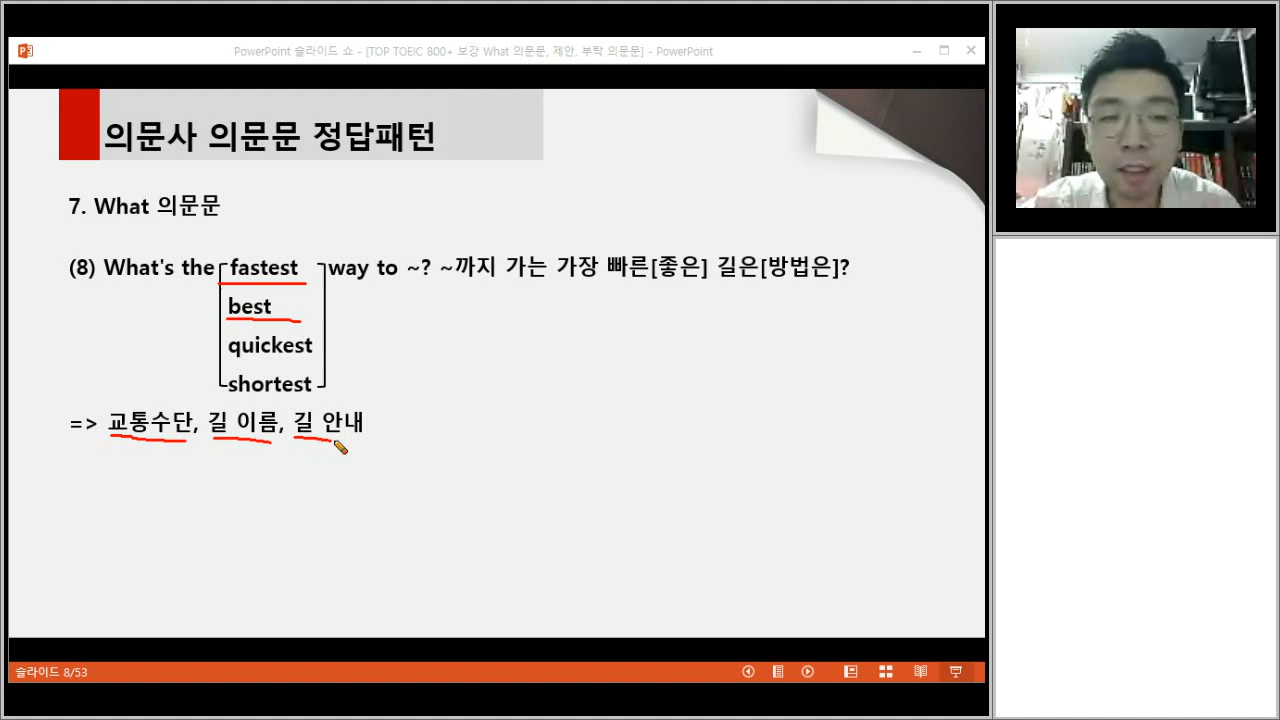 PowerPoint 슬라이드 쇼 - [TOP TOEIC 800+ 보강 What 의문문, 제안, 부탁 의문문] - PowerPoint
의문사 의문문 정답패턴
7. What 의문문
(8) What's the fastest way to ~? ~까지 가는 가장 빠른[좋은] 길은[방법은]?
best
quickest
shortest
=> 교통수단, 길 이름, 길 안내
슬라이드 8/53